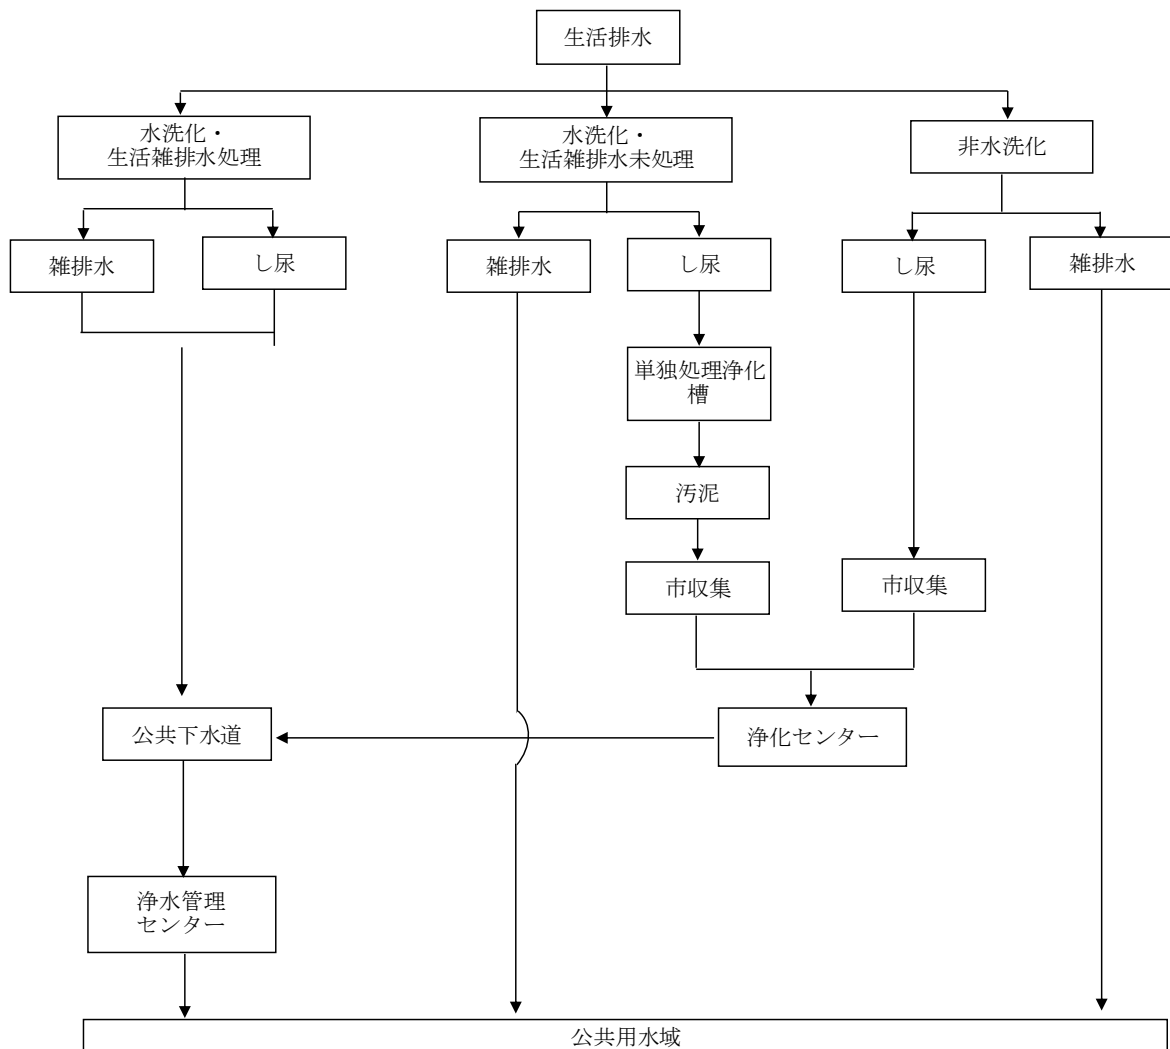 生活排水
水洗化・
生活雑排水処理
水洗化・
生活雑排水未処理
非水洗化
雑排水
し尿
雑排水
し尿
し尿
雑排水
単独処理浄化
槽
汚泥
市収集
市収集
公共下水道
浄化センター
浄水管理
センター
公共用水域